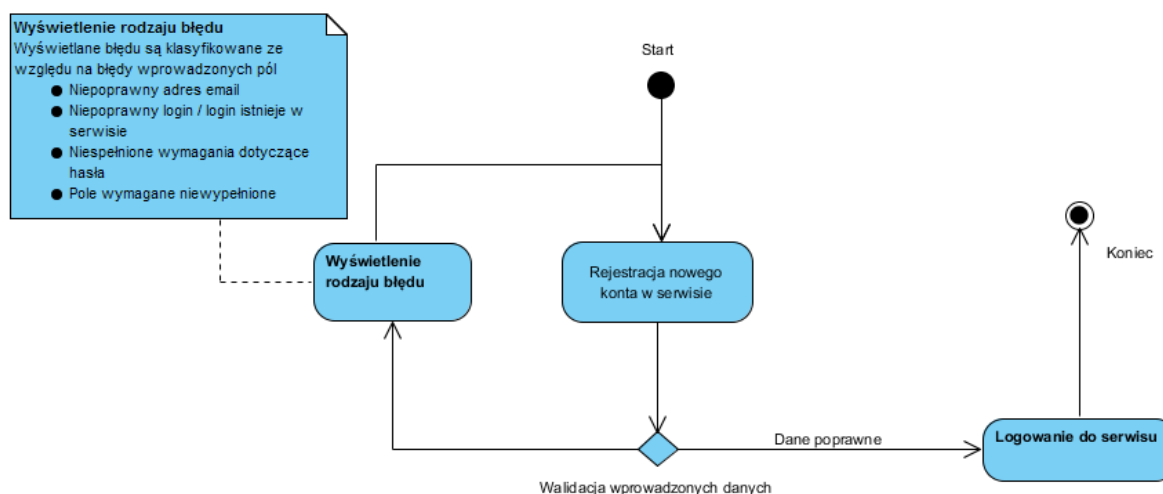 Wyświetlenie rodzaju błędu
Wyświetlane błędu są klasyfikowane ze
względu na błędy wprowadzonych pól
● Niepoprawny adres email
● Niepoprawny login / login istnieje w
serwisie
● Niespełnione wymagania dotyczące
hasła
● Pole wymagane niewypełnione
Start
Wyświetlenie
rodzaju błędu
Rejestracja nowego
konta w serwisie
Koniec
Dane poprawne
Logowanie do serwisu
Walidacja wprowadzonych danych